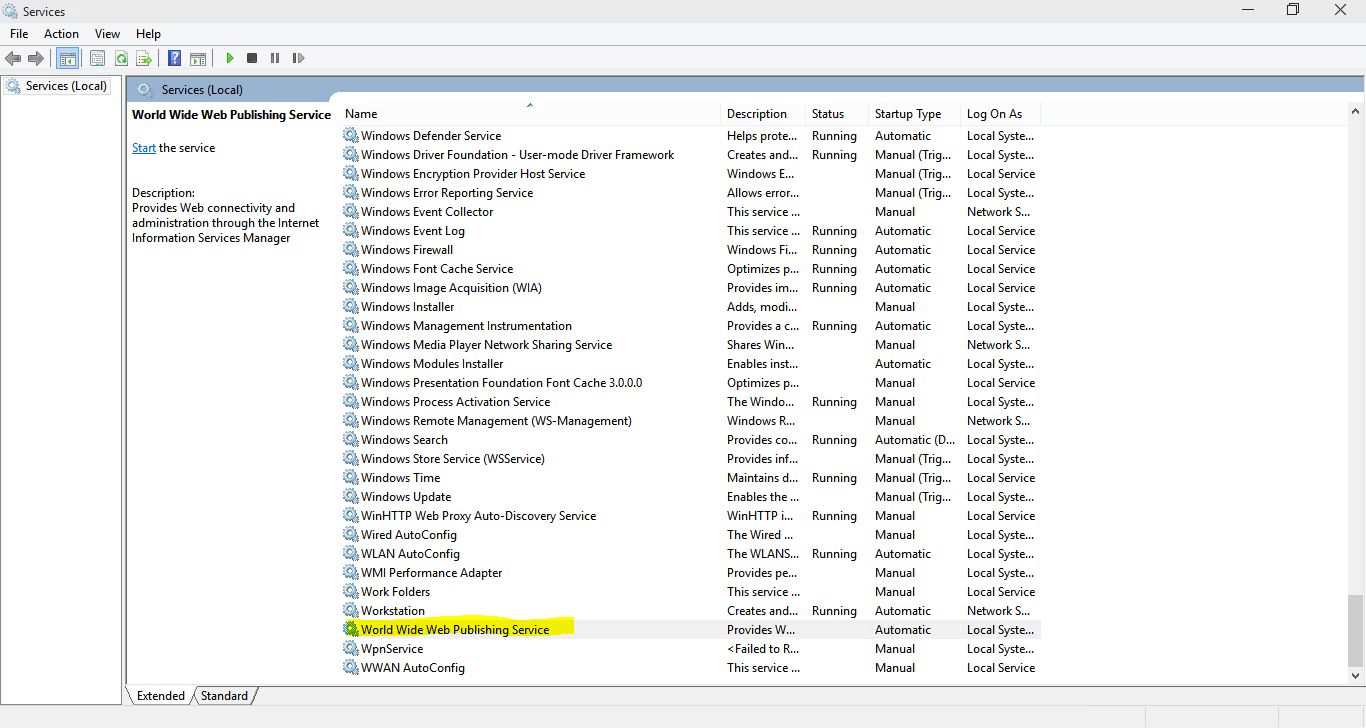 Services
File Action View Help
Services (Local)
Services (Local)
World Wide Web Publishing Service
Start the service
Description:
Provides Web connectivity and
administration through the Internet
Information Services Manager
Name Description Status Startup Type Log On As
Windows Defender Service Helps prote... Running Automatic Local Syste...
Windows Driver Foundation - User-mode Driver Framework Creates and... Running Manual (Trig... Local Syste...
Windows Encryption Provider Host Service Windows E... Manual (Trig... Local Service
Windows Error Reporting Service Allows error... Manual (Trig... Local Syste...
Windows Event Collector This service ... Manual Network S...
Windows Event Log This service ... Running Automatic Local Service
Windows Firewall Windows Fi... Running Automatic Local Service
Windows Font Cache Service Optimizes p... Running Automatic Local Service
Windows Image Acquisition (WIA) Provides im... Running Automatic Local Service
Windows Installer Adds, modi... Manual Local Syste...
Windows Management Instrumentation Provides a c... Running Automatic Local Syste...
Windows Media Player Network Sharing Service Shares Win... Manual Network S...
Windows Modules Installer Enables inst... Automatic Local Syste...
Windows Presentation Foundation Font Cache 3.0.0.0 Optimizes p... Manual Local Service
Windows Process Activation Service The Windo... Running Manual Local Syste...
Windows Remote Management (WS-Management) Windows R... Manual Network S...
Windows Search Provides co... Running Automatic (D... Local Syste...
Windows Store Service (WSService) Provides inf... Manual (Trig... Local Syste...
Windows Time Maintains d... Running Manual (Trig... Local Service
Windows Update Enables the ... Manual (Trig... Local Syste...
WinHTTP Web Proxy Auto-Discovery Service WinHTTP i... Running Manual Local Service
Wired AutoConfig The Wired ... Manual Local Syste...
WLAN AutoConfig The WLANS... Running Automatic Local Syste...
WMI Performance Adapter Provides pe... Manual Local Syste...
Work Folders This service ... Manual Local Service
Workstation Creates and... Running Automatic Network S...
World Wide Web Publishing Service Provides W... Automatic Local Syste...
WpnService <Failed to R... Manual Local Syste...
WWAN AutoConfig This service ... Manual Local Service
Extended Standard